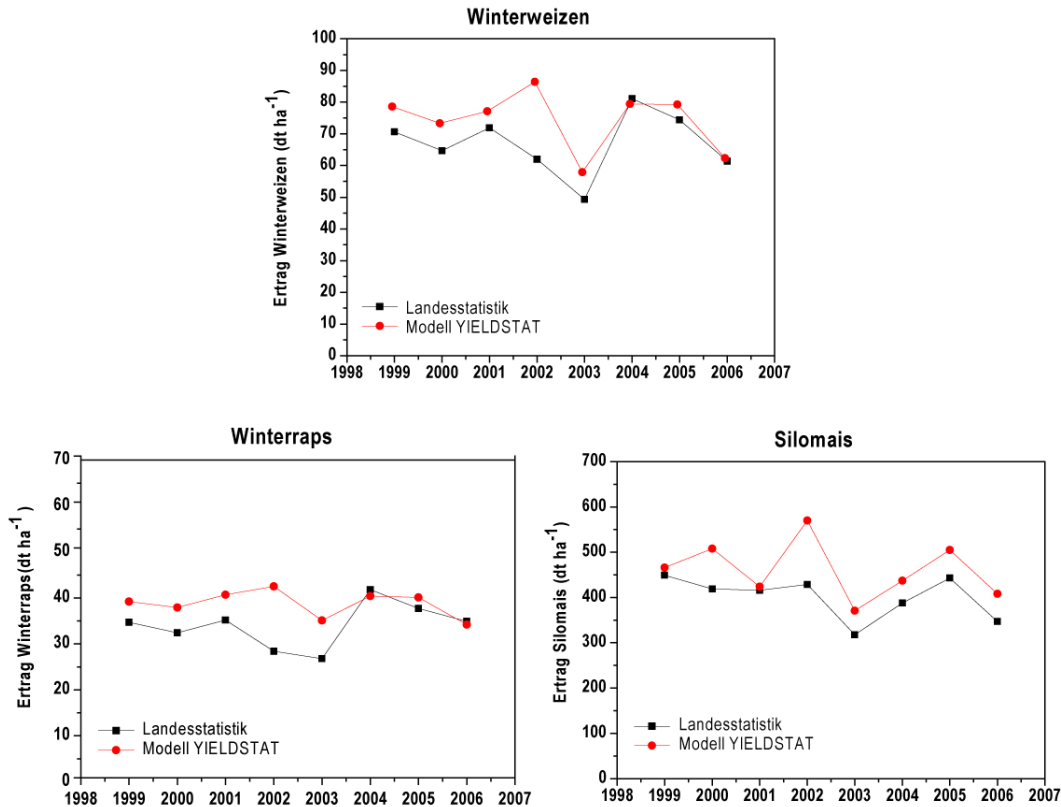 Winterweizen
Ertrag Winterweizen (dt ha-1)
100
90
80
70
60
50
40
30
20
10
0
Landesstatistik
Modell YIELDSTAT
1998 1999 2000 2001 2002 2003 2004 2005 2006 2007
Winterraps
Ertrag Winterraps(dt ha-1)
70
60
50
40
30
20
10
0
Landesstatistik
Modell YIELDSTAT
1998 1999 2000 2001 2002 2003 2004 2005 2006 2007
Silomais
Ertrag Silomais (dt ha-1)
700
600
500
400
300
200
100
0
Landesstatistik
Modell YIELDSTAT
1998 1999 2000 2001 2002 2003 2004 2005 2006 2007